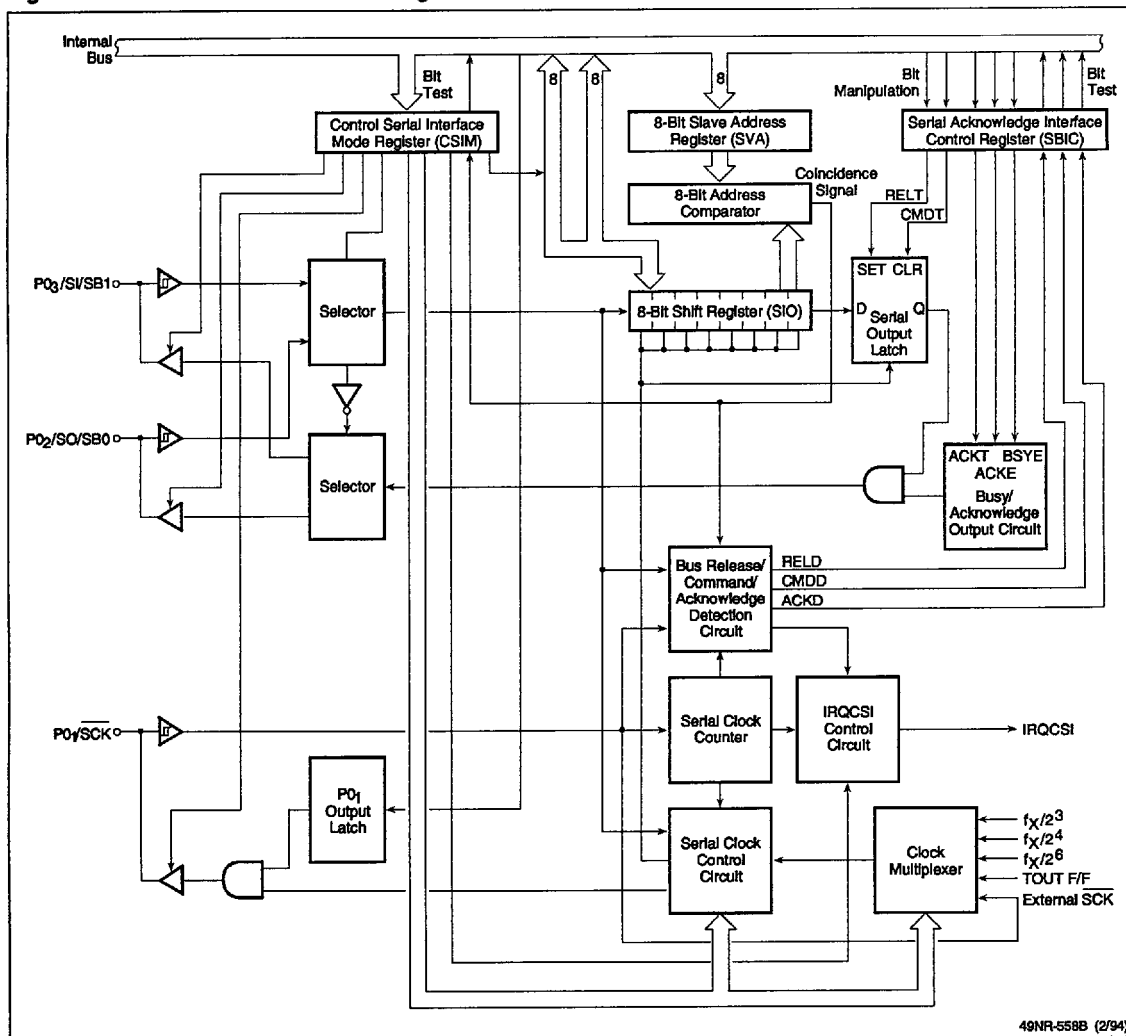 Internal
Bus
Bit
Test
8
8
8
Bit
Manipulation
Bit
Test
Control Serial Interface
Mode Register (CSIM)
8-Bit Slave Address
Register (SVA)
Serial Acknowledge Interface
Control Register (SBIC)
Coincidence
Signal
8-Bit Address
Comparator
RELT
CMDT
P03/SI/SB1
Selector
8-Bit Shift Register (SIO)
SET CLR
D Q
Serial
Output
Latch
P02/SO/SB0
Selector
ACKT BSYE
ACKE
Busy/
Acknowledge
Output Circuit
Bus Release/
Command/
Acknowledge
Detection
Circuit
RELD
CMDD
ACKD
P01/SCK
Serial Clock
Counter
IRQCSI
Control
Circuit
IRQCSI
P01
Output
Latch
Serial Clock
Control
Circuit
Clock
Multiplexer
fX/2^3
fX/2^4
fX/2^6
TOUT F/F
External SCK
49NR-558B (2/94)